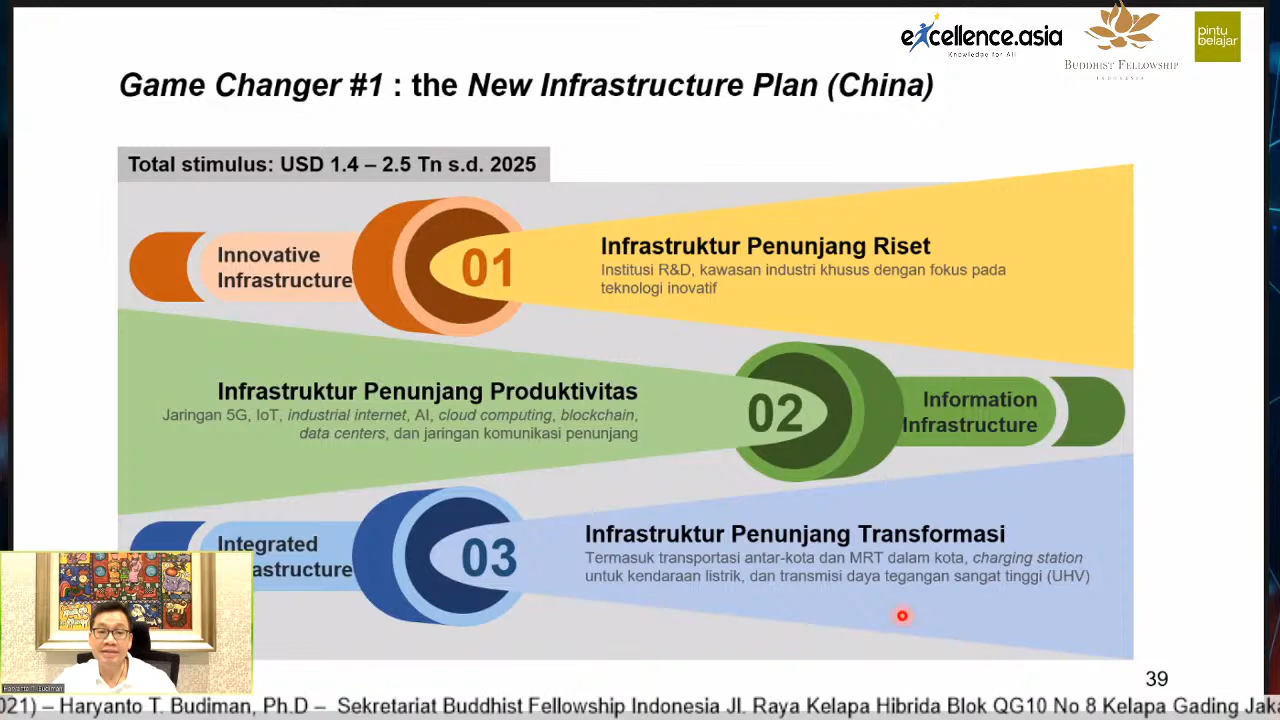 excellence.asia
Knowledge for All
BUDDHIST FELLOWSHIP
INDONESIA
pintu
belajar
Game Changer #1 : the New Infrastructure Plan (China)
Total stimulus: USD 1.4 – 2.5 Tn s.d. 2025
Innovative
Infrastructure
01
Infrastruktur Penunjang Riset
Institusi R&D, kawasan industri khusus dengan fokus pada
teknologi inovatif
Infrastruktur Penunjang Produktivitas
Jaringan 5G, IoT, industrial internet, AI, cloud computing, blockchain,
data centers, dan jaringan komunikasi penunjang
02
Information
Infrastructure
Integrated
astructure
03
Infrastruktur Penunjang Transformasi
Termasuk transportasi antar-kota dan MRT dalam kota, charging station
untuk kendaraan listrik, dan transmisi daya tegangan sangat tinggi (UHV)
Haryanto T. Budiman
39
021) – Haryanto T. Budiman, Ph.D – Sekretariat Buddhist Fellowship Indonesia Jl. Raya Kelapa Hibrida Blok QG10 No 8 Kelapa Gading Jaka